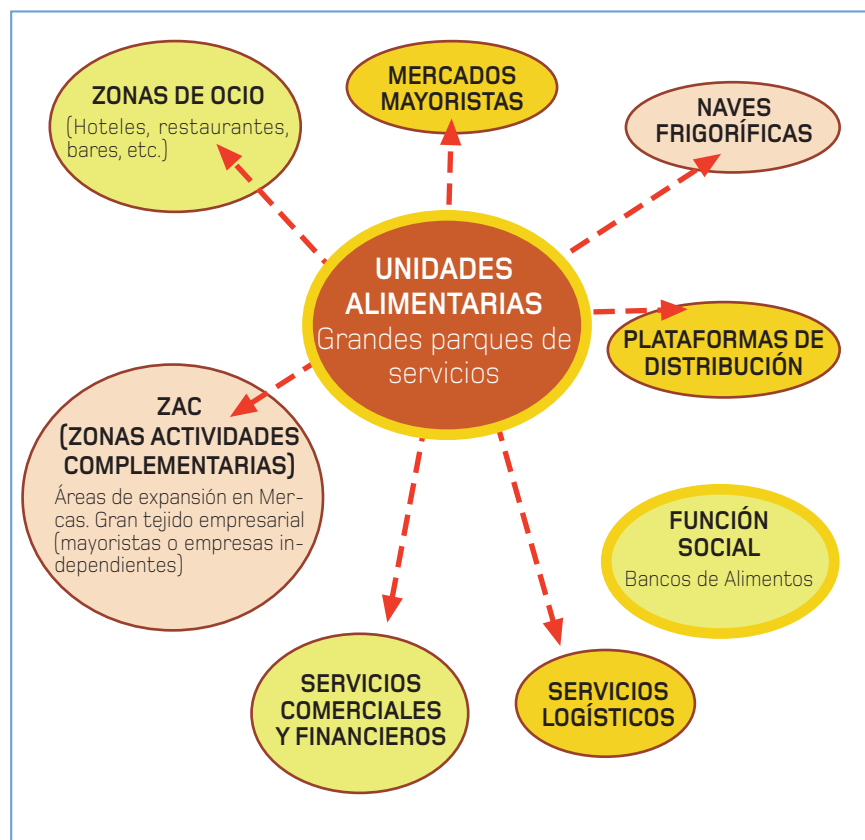 ZONAS DE OCIO
(Hoteles, restaurantes,
bares, etc.)
MERCADOS
MAYORISTAS
NAVES
FRIGORÍFICAS
UNIDADES
ALIMENTARIAS
Grandes parques de
servicios
PLATAFORMAS DE
DISTRIBUCIÓN
ZAC
(ZONAS ACTIVIDADES
COMPLEMENTARIAS)
Áreas de expansión en Mer-
cas. Gran tejido empresarial
(mayoristas o empresas in-
dependientes)
FUNCIÓN
SOCIAL
Bancos de Alimentos
SERVICIOS
COMERCIALES
Y FINANCIEROS
SERVICIOS
LOGÍSTICOS